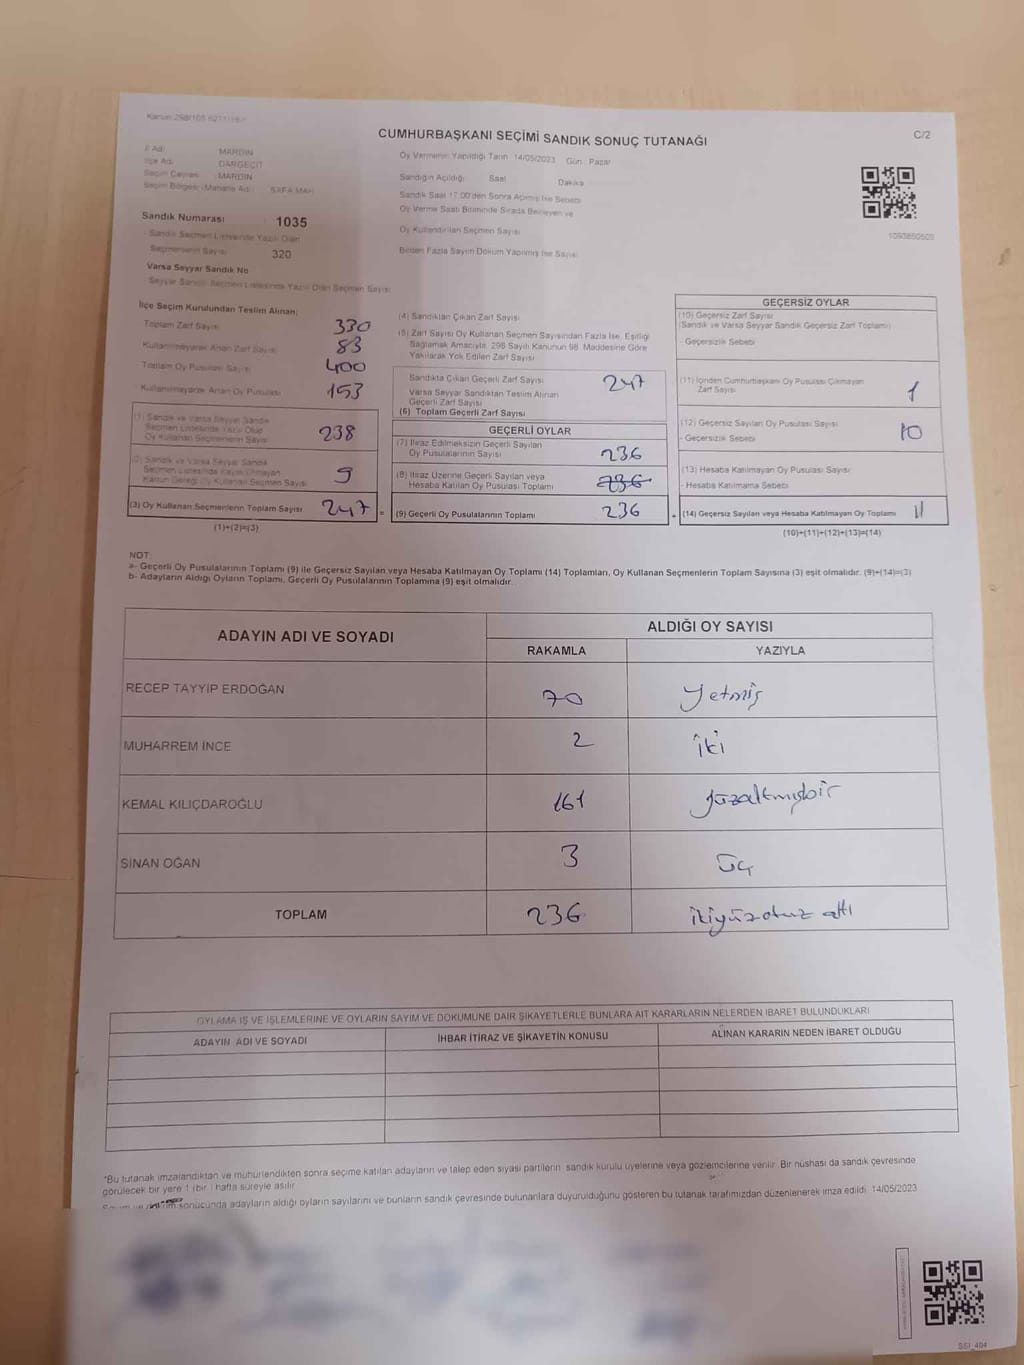 Kanun 298/105
CUMHURBAŞKANI SEÇİMİ SANDIK SONUÇ TUTANAĞI
C/2
İl Adı MARDİN
İlçe Adı DARGEÇİT
Seçim Çevresi MARDİN
Seçim Bölgesi (Mahalle Adı) SAFA MAH.
Oy Vermenin Yapıldığı Tarih 14/05/2023 Gün Pazar
Sandığın Açıldığı Saat Dakika
Sandık Saat 17.00'den Sonra Açılmış İse Sebebi
Oy Verme Saati Bitiminde Sırada Bekleyen ve
Oy Kullandırılan Seçmen Sayısı
Birden Fazla Sayım Döküm Yapılmış İse Sayısı
1093860609
Sandık Numarası 1035
Sandık Seçmen Listesinde Yazılı Olan
Seçmenlerin Sayısı 320
Varsa Seyyar Sandık No
Seyyar Sandık Seçmen Listesinde Yazılı Olan Seçmen Sayısı
İlçe Seçim Kurulundan Teslim Alınan;
Toplam Zarf Sayısı 330
Kullanılmayarak Artan Zarf Sayısı 83
Toplam Oy Pusulası Sayısı 400
Kullanılmayarak Artan Oy Pusulası 153
(1) Sandık ve Varsa Seyyar Sandık
Seçmen Listesinde Yazılı Olup
Oy Kullanan Seçmenlerin Sayısı 238
(2) Sandık ve Varsa Seyyar Sandık
Seçmen Listesinde Kaydı Olmayan
Kanun Gereği Oy Kullanan Seçmen Sayısı 9
(3) Oy Kullanan Seçmenlerin Toplam Sayısı 247 =
(1)+(2)=(3)
(4) Sandıktan Çıkan Zarf Sayısı
(5) Zarf Sayısı Oy Kullanan Seçmen Sayısından Fazla İse, Eşitliği
Sağlamak Amacıyla, 298 Sayılı Kanunun 98. Maddesine Göre
Yakılarak Yok Edilen Zarf Sayısı
Sandıkta Çıkan Geçerli Zarf Sayısı 247
Varsa Seyyar Sandıktan Teslim Alınan
Geçerli Zarf Sayısı
(6) Toplam Geçerli Zarf Sayısı
GEÇERLİ OYLAR
(7) İtiraz Edilmeksizin Geçerli Sayılan
Oy Pusulalarının Sayısı 236
(8) İtiraz Üzerine Geçerli Sayılan veya
Hesaba Katılan Oy Pusulası Toplamı 236
(9) Geçerli Oy Pusulalarının Toplamı 236 +
GEÇERSİZ OYLAR
(10) Geçersiz Zarf Sayısı
(Sandık ve Varsa Seyyar Sandık Geçersiz Zarf Toplamı)
- Geçersizlik Sebebi
(11) İçinden Cumhurbaşkanı Oy Pusulası Çıkmayan
Zarf Sayısı 1
(12) Geçersiz Sayılan Oy Pusulası Sayısı
- Geçersizlik Sebebi 10
(13) Hesaba Katılmayan Oy Pusulası Sayısı
- Hesaba Katılmama Sebebi
(14) Geçersiz Sayılan veya Hesaba Katılmayan Oy Toplamı 11
(10)+(11)+(12)+(13)=(14)
NOT
a- Geçerli Oy Pusulalarının Toplamı (9) ile Geçersiz Sayılan veya Hesaba Katılmayan Oy Toplamı (14) Toplamları, Oy Kullanan Seçmenlerin Toplam Sayısına (3) eşit olmalıdır. (9)+(14)=(3)
b- Adayların Aldığı Oyların Toplamı, Geçerli Oy Pusulalarının Toplamına (9) eşit olmalıdır.
ADAYIN ADI VE SOYADI
ALDIĞI OY SAYISI
RAKAMLA YAZIYLA
RECEP TAYYİP ERDOĞAN 70 Yetmiş
MUHARREM İNCE 2 iki
KEMAL KILIÇDAROĞLU 161 yüzaltmışbir
SİNAN OĞAN 3 üç
TOPLAM 236 ikiyüzotuz altı
OYLAMA İŞ VE İŞLEMLERİNE VE OYLARIN SAYIM VE DÖKÜMÜNE DAİR ŞİKAYETLERLE BUNLARA AİT KARARLARIN NELERDEN İBARET BULUNDUKLARI
ADAYIN ADI VE SOYADI İHBAR İTİRAZ VE ŞİKAYETİN KONUSU ALINAN KARARIN NEDEN İBARET OLDUĞU
*Bu tutanak imzalandıktan ve mühürlendikten sonra seçime katılan adayların ve talep eden siyasi partilerin sandık kurulu üyelerine veya gözlemcilerine verilir. Bir nüshası da sandık çevresinde
görülecek bir yere 1 (bir) hafta süreyle asılır.
sonucunda adayların aldığı oyların sayılarını ve bunların sandık çevresinde bulunanlara duyurulduğunu gösteren bu tutanak tarafımızdan düzenlenerek imza edildi. 14/05/2023
SSI_404